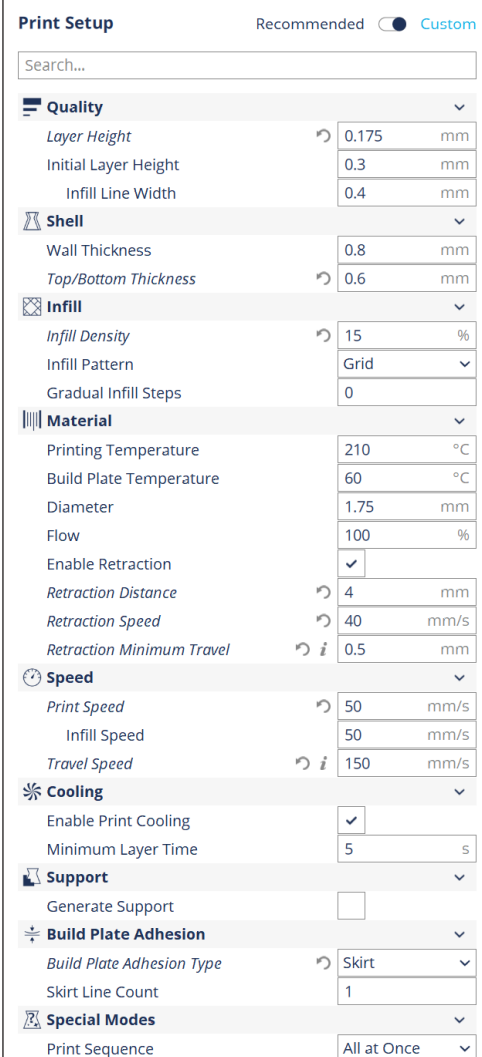 Print Setup Recommended Custom
Search...
Quality
Layer Height 0.175 mm
Initial Layer Height 0.3 mm
Infill Line Width 0.4 mm
Shell
Wall Thickness 0.8 mm
Top/Bottom Thickness 0.6 mm
Infill
Infill Density 15 %
Infill Pattern Grid
Gradual Infill Steps 0
Material
Printing Temperature 210 °C
Build Plate Temperature 60 °C
Diameter 1.75 mm
Flow 100 %
Enable Retraction
Retraction Distance 4 mm
Retraction Speed 40 mm/s
Retraction Minimum Travel i 0.5 mm
Speed
Print Speed 50 mm/s
Infill Speed 50 mm/s
Travel Speed i 150 mm/s
Cooling
Enable Print Cooling
Minimum Layer Time 5 s
Support
Generate Support
Build Plate Adhesion
Build Plate Adhesion Type Skirt
Skirt Line Count 1
Special Modes
Print Sequence All at Once